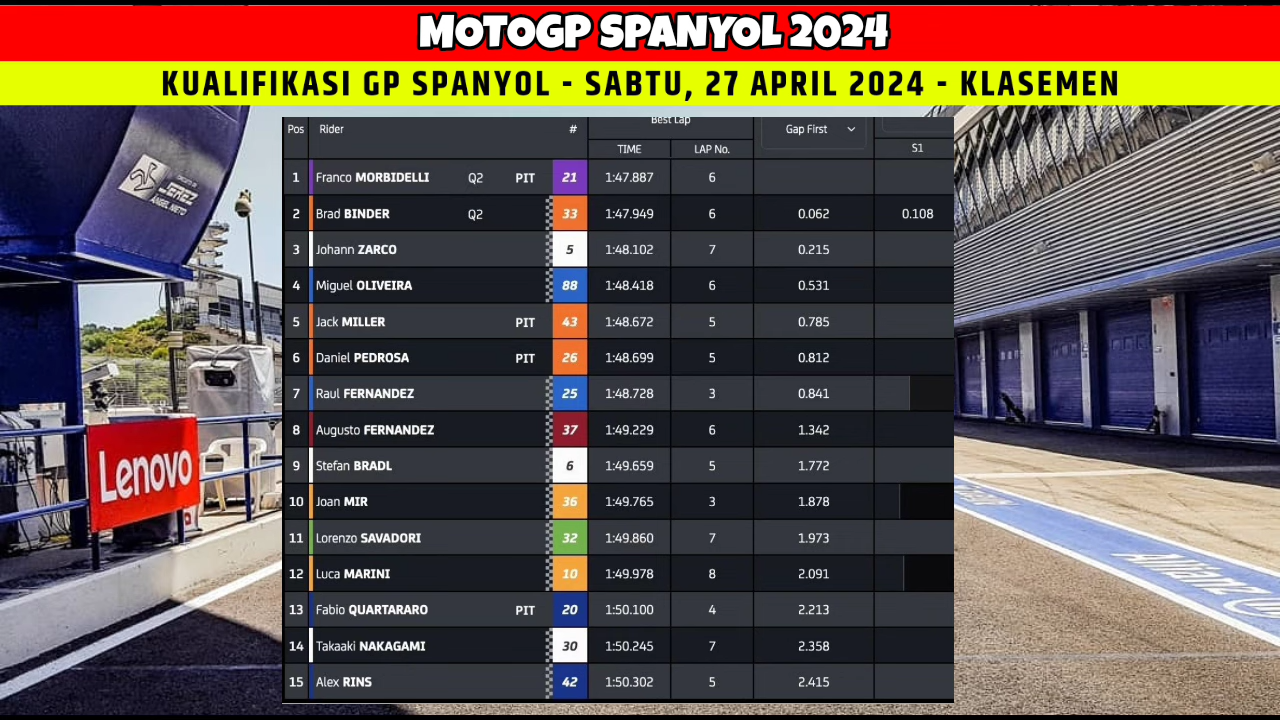 MOTOGP SPANYOL 2024
KUALIFIKASI GP SPANYOL - SABTU, 27 APRIL 2024 - KLASEMEN
Pos Rider # Best Lap Gap First
TIME LAP No. S1
1 Franco MORBIDELLI Q2 PIT 21 1:47.887 6
2 Brad BINDER Q2 33 1:47.949 6 0.062 0.108
3 Johann ZARCO 5 1:48.102 7 0.215
4 Miguel OLIVEIRA 88 1:48.418 6 0.531
5 Jack MILLER PIT 43 1:48.672 5 0.785
6 Daniel PEDROSA PIT 26 1:48.699 5 0.812
7 Raul FERNANDEZ 25 1:48.728 3 0.841
8 Augusto FERNANDEZ 37 1:49.229 6 1.342
9 Stefan BRADL 6 1:49.659 5 1.772
10 Joan MIR 36 1:49.765 3 1.878
11 Lorenzo SAVADORI 32 1:49.860 7 1.973
12 Luca MARINI 10 1:49.978 8 2.091
13 Fabio QUARTARARO PIT 20 1:50.100 4 2.213
14 Takaaki NAKAGAMI 30 1:50.245 7 2.358
15 Alex RINS 42 1:50.302 5 2.415
CIRCUITO DE
JEREZ
ÁNGEL NIETO
Lenovo
Allianz